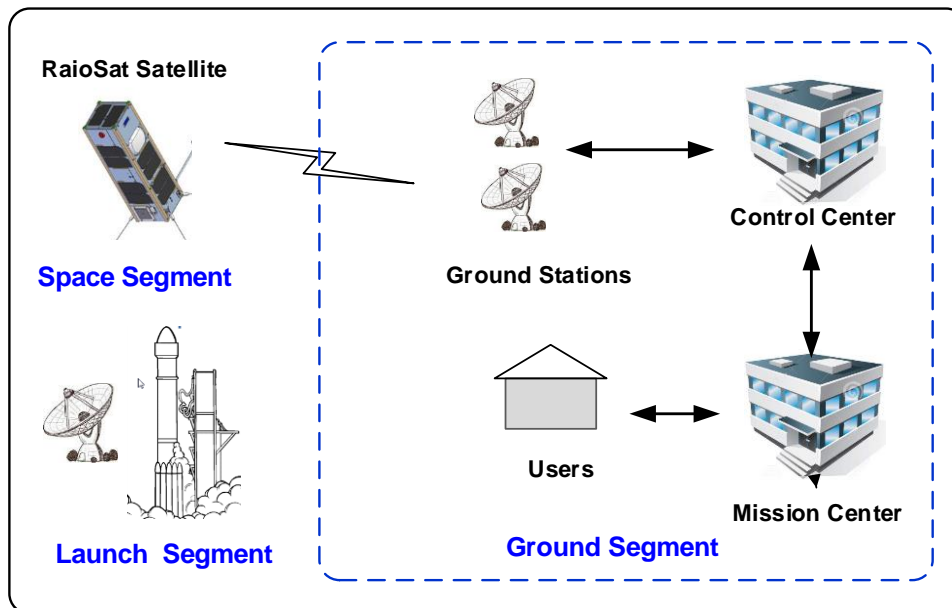 RaioSat Satellite
Space Segment
Ground Stations
Control Center
Users
Mission Center
Launch Segment
Ground Segment